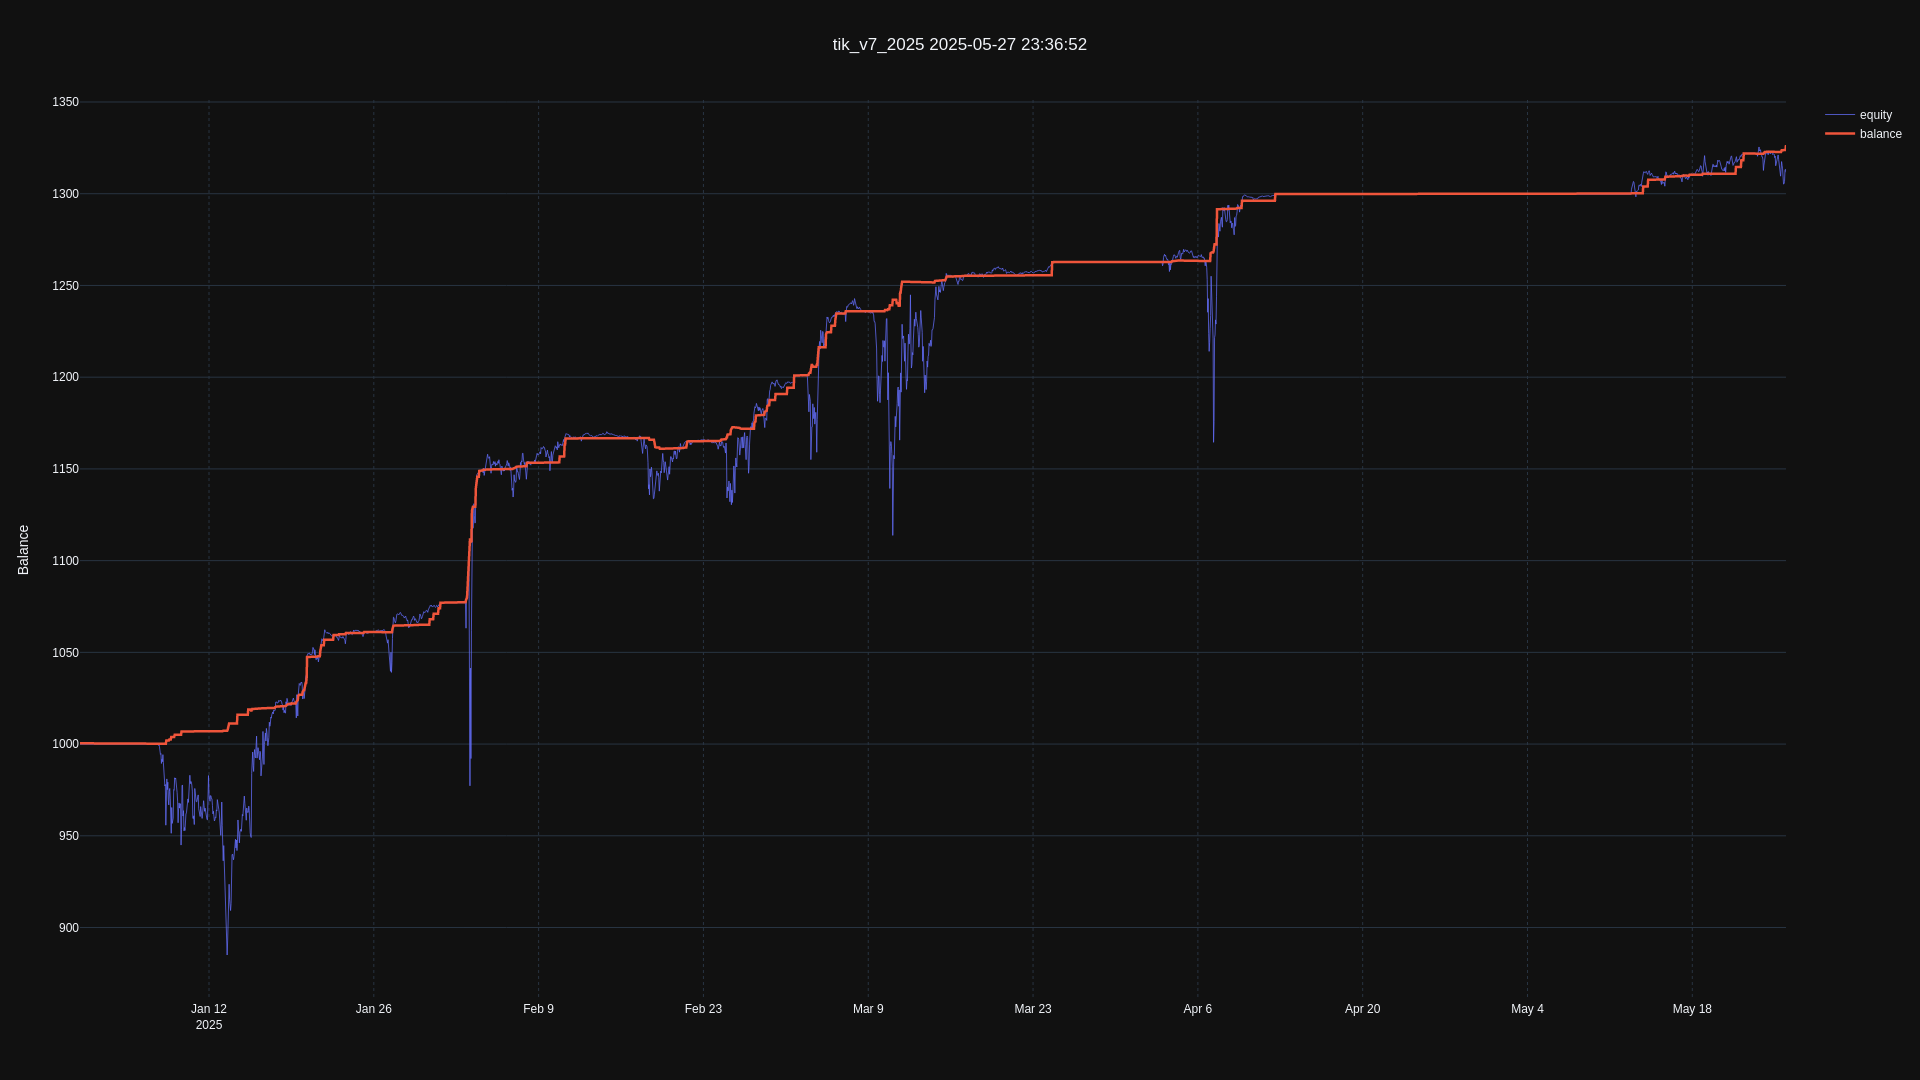 tik_v7_2025 2025-05-27 23:36:52
equity
balance
Balance
1350
1300
1250
1200
1150
1100
1050
1000
950
900
Jan 12
2025
Jan 26
Feb 9
Feb 23
Mar 9
Mar 23
Apr 6
Apr 20
May 4
May 18